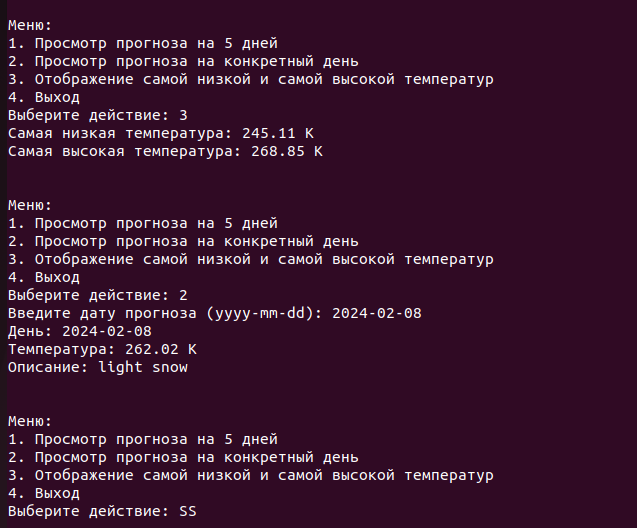 Меню:
1. Просмотр прогноза на 5 дней
2. Просмотр прогноза на конкретный день
3. Отображение самой низкой и самой высокой температур
4. Выход
Выберите действие: 3
Самая низкая температура: 245.11 K
Самая высокая температура: 268.85 K
Меню:
1. Просмотр прогноза на 5 дней
2. Просмотр прогноза на конкретный день
3. Отображение самой низкой и самой высокой температур
4. Выход
Выберите действие: 2
Введите дату прогноза (yyyy-mm-dd): 2024-02-08
День: 2024-02-08
Температура: 262.02 K
Описание: light snow
Меню:
1. Просмотр прогноза на 5 дней
2. Просмотр прогноза на конкретный день
3. Отображение самой низкой и самой высокой температур
4. Выход
Выберите действие: SS